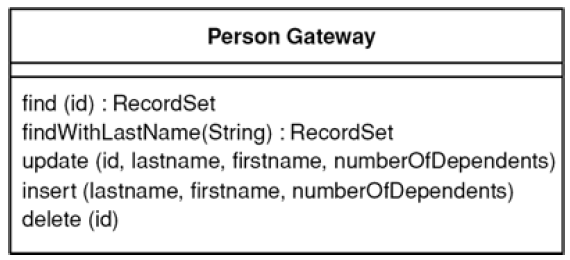 Person Gateway
find (id) : RecordSet
findWithLastName(String) : RecordSet
update (id, lastname, firstname, numberOfDependents)
insert (lastname, firstname, numberOfDependents)
delete (id)